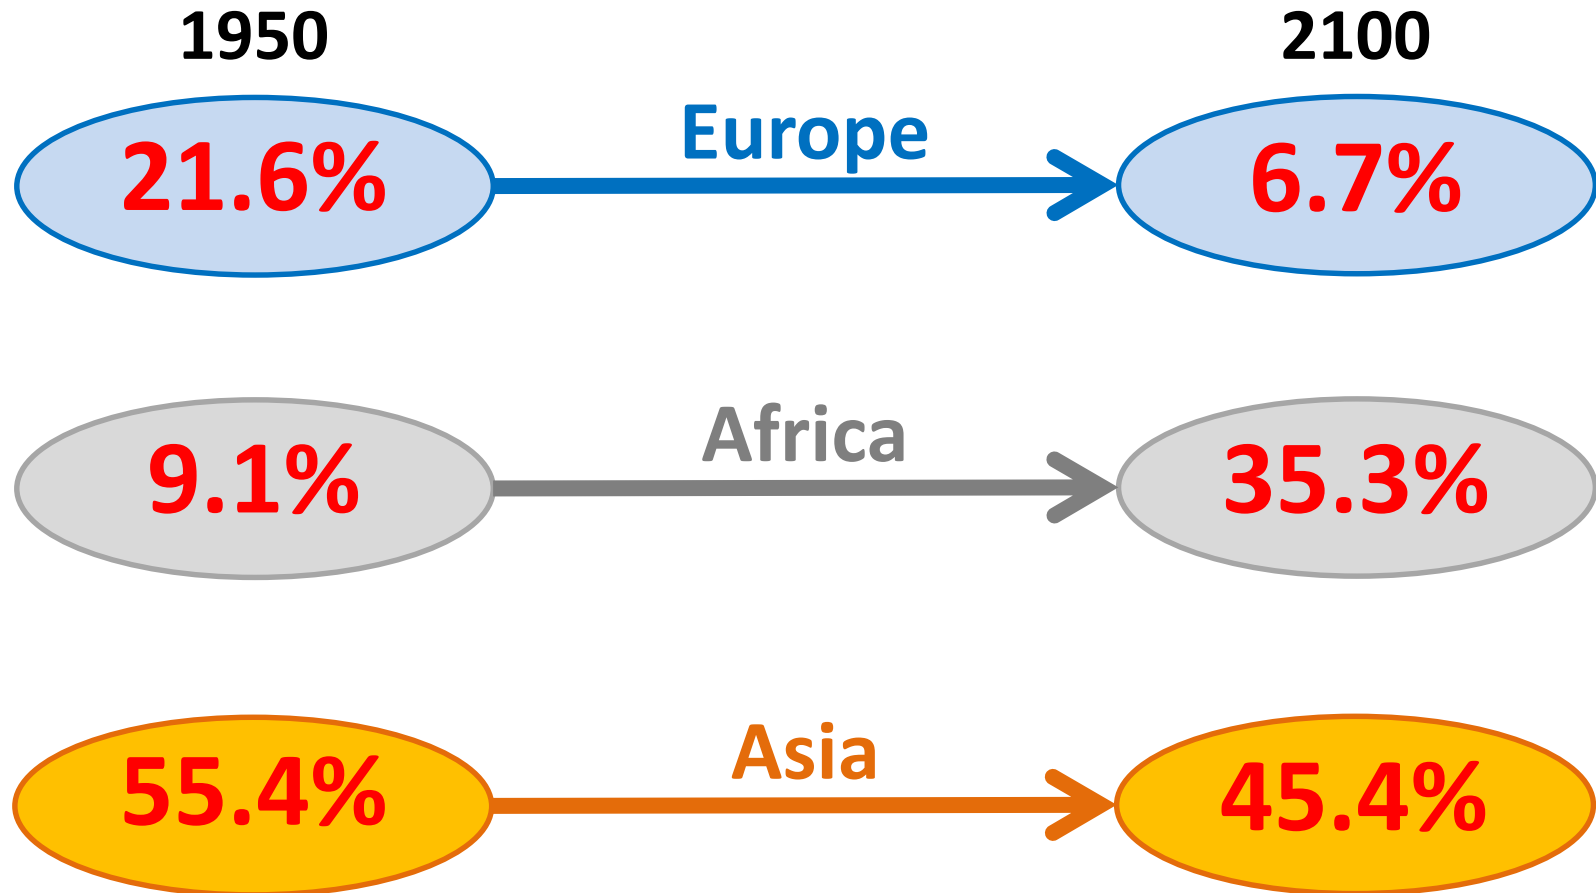 1950 2100
Europe
21.6% 6.7%
Africa
9.1% 35.3%
Asia
55.4% 45.4%